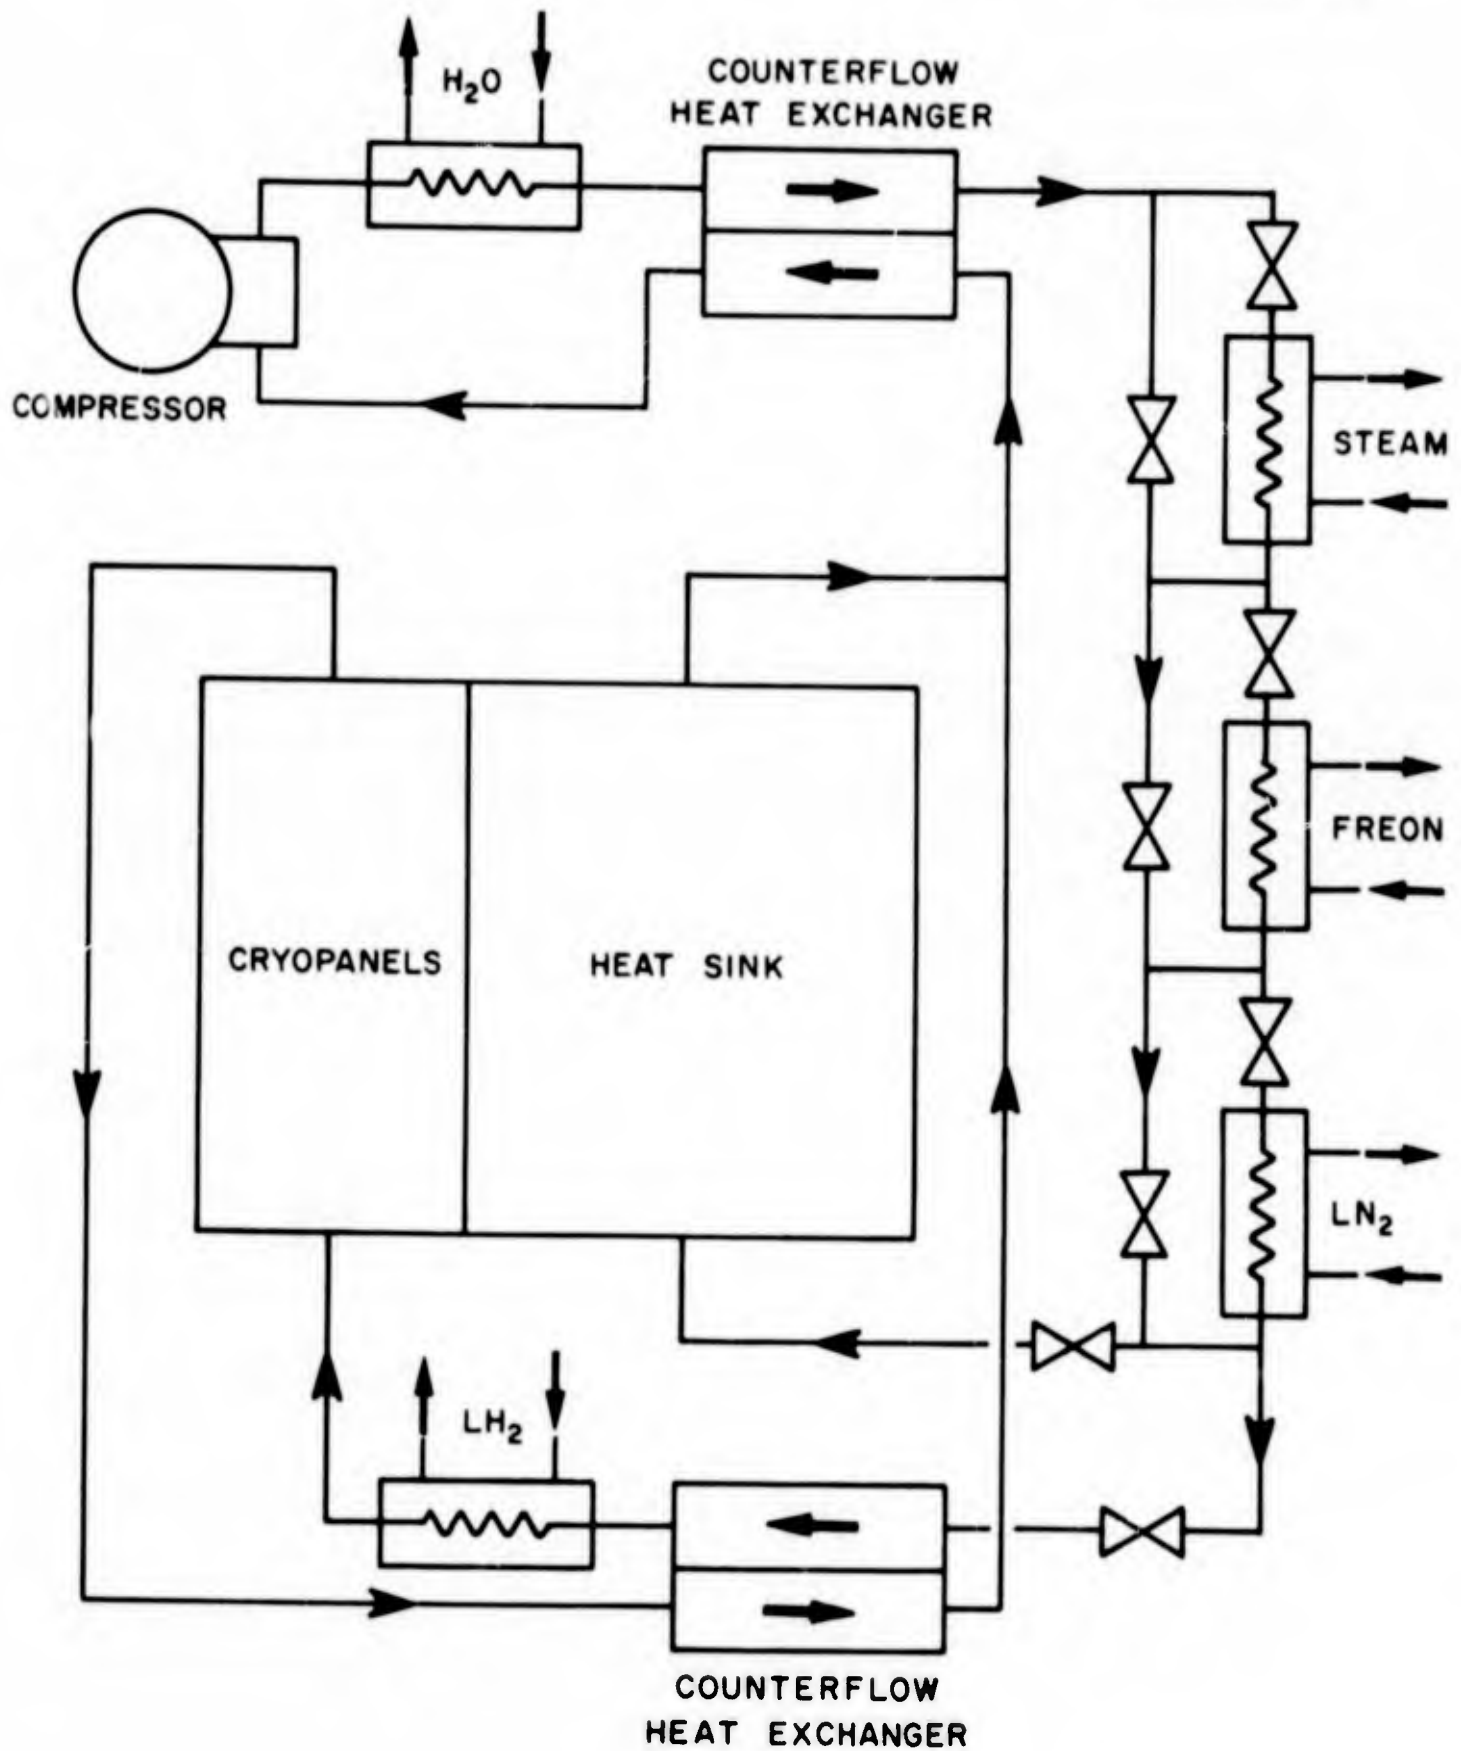 H₂O
COUNTERFLOW
HEAT EXCHANGER
COMPRESSOR
STEAM
FREON
CRYOPANELS
HEAT SINK
LN₂
LH₂
COUNTERFLOW
HEAT EXCHANGER